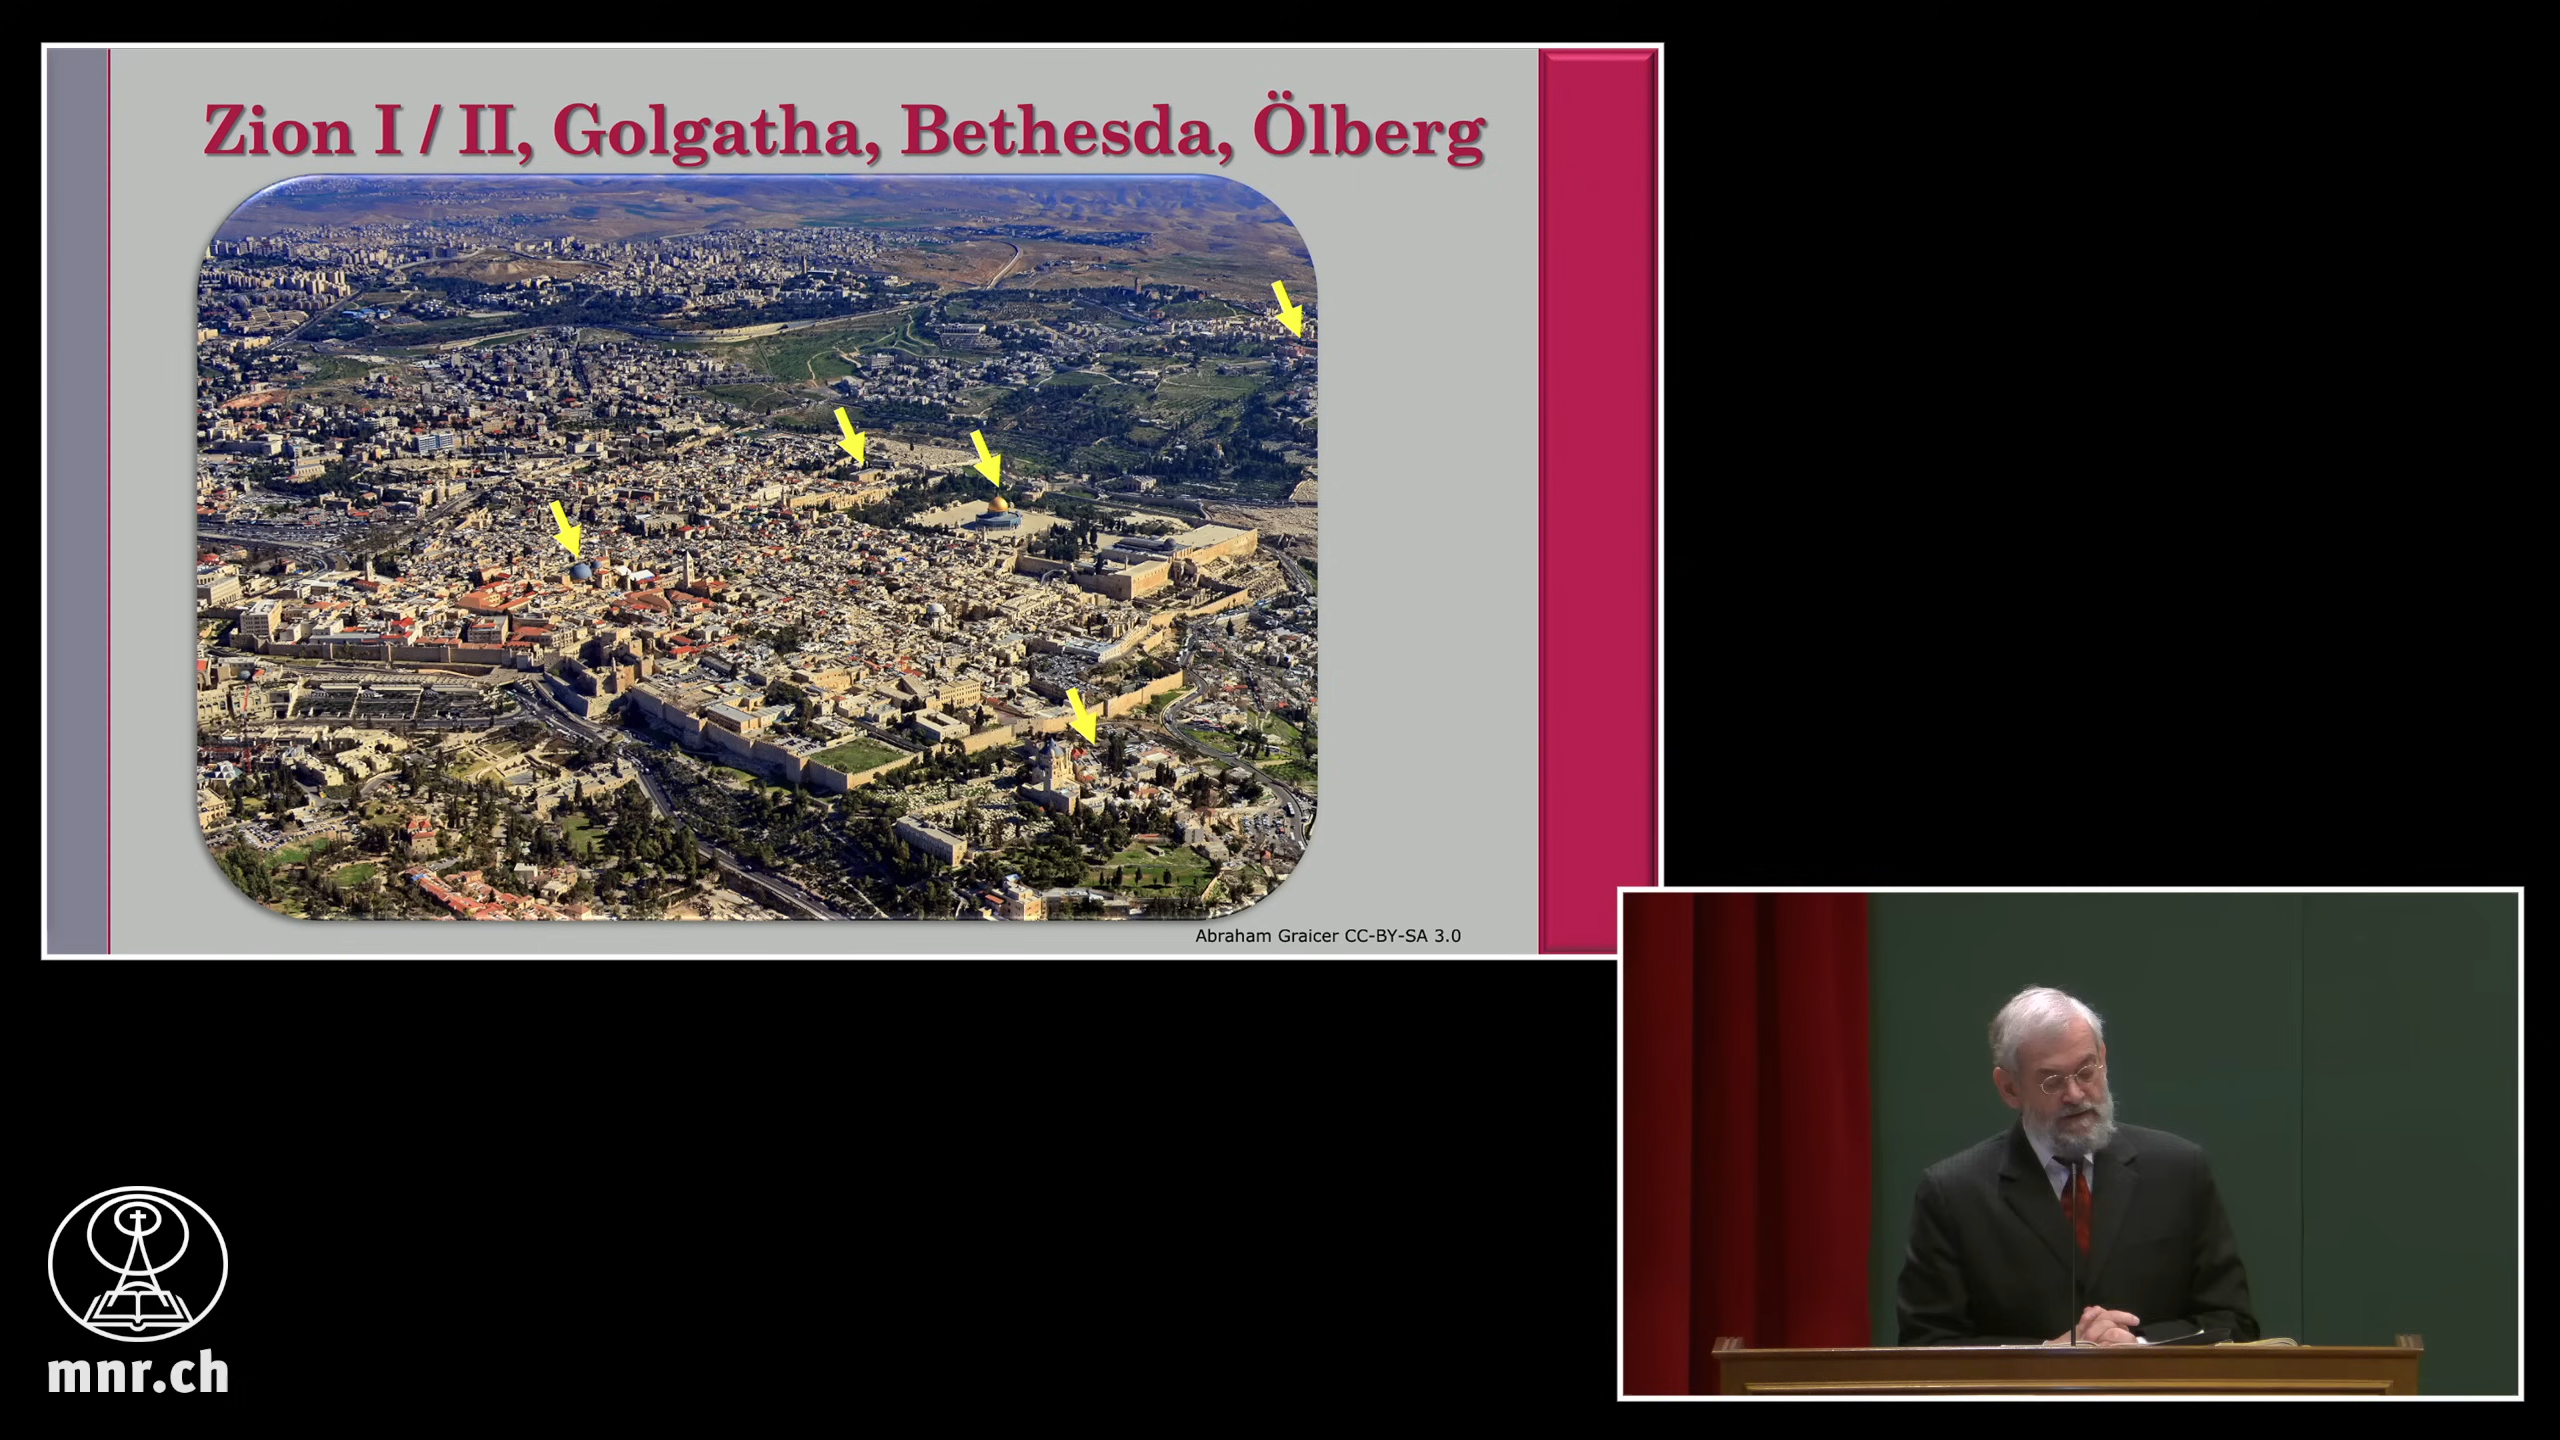 Zion I / II, Golgatha, Bethesda, Ölberg
Abraham Graicer CC-BY-SA 3.0
mnr.ch